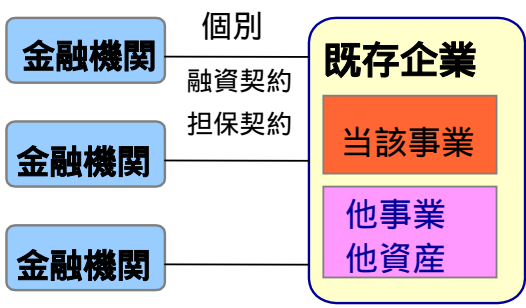 個別
金融機関
融資契約
担保契約
金融機関
金融機関
既存企業
当該事業
他事業
他資産